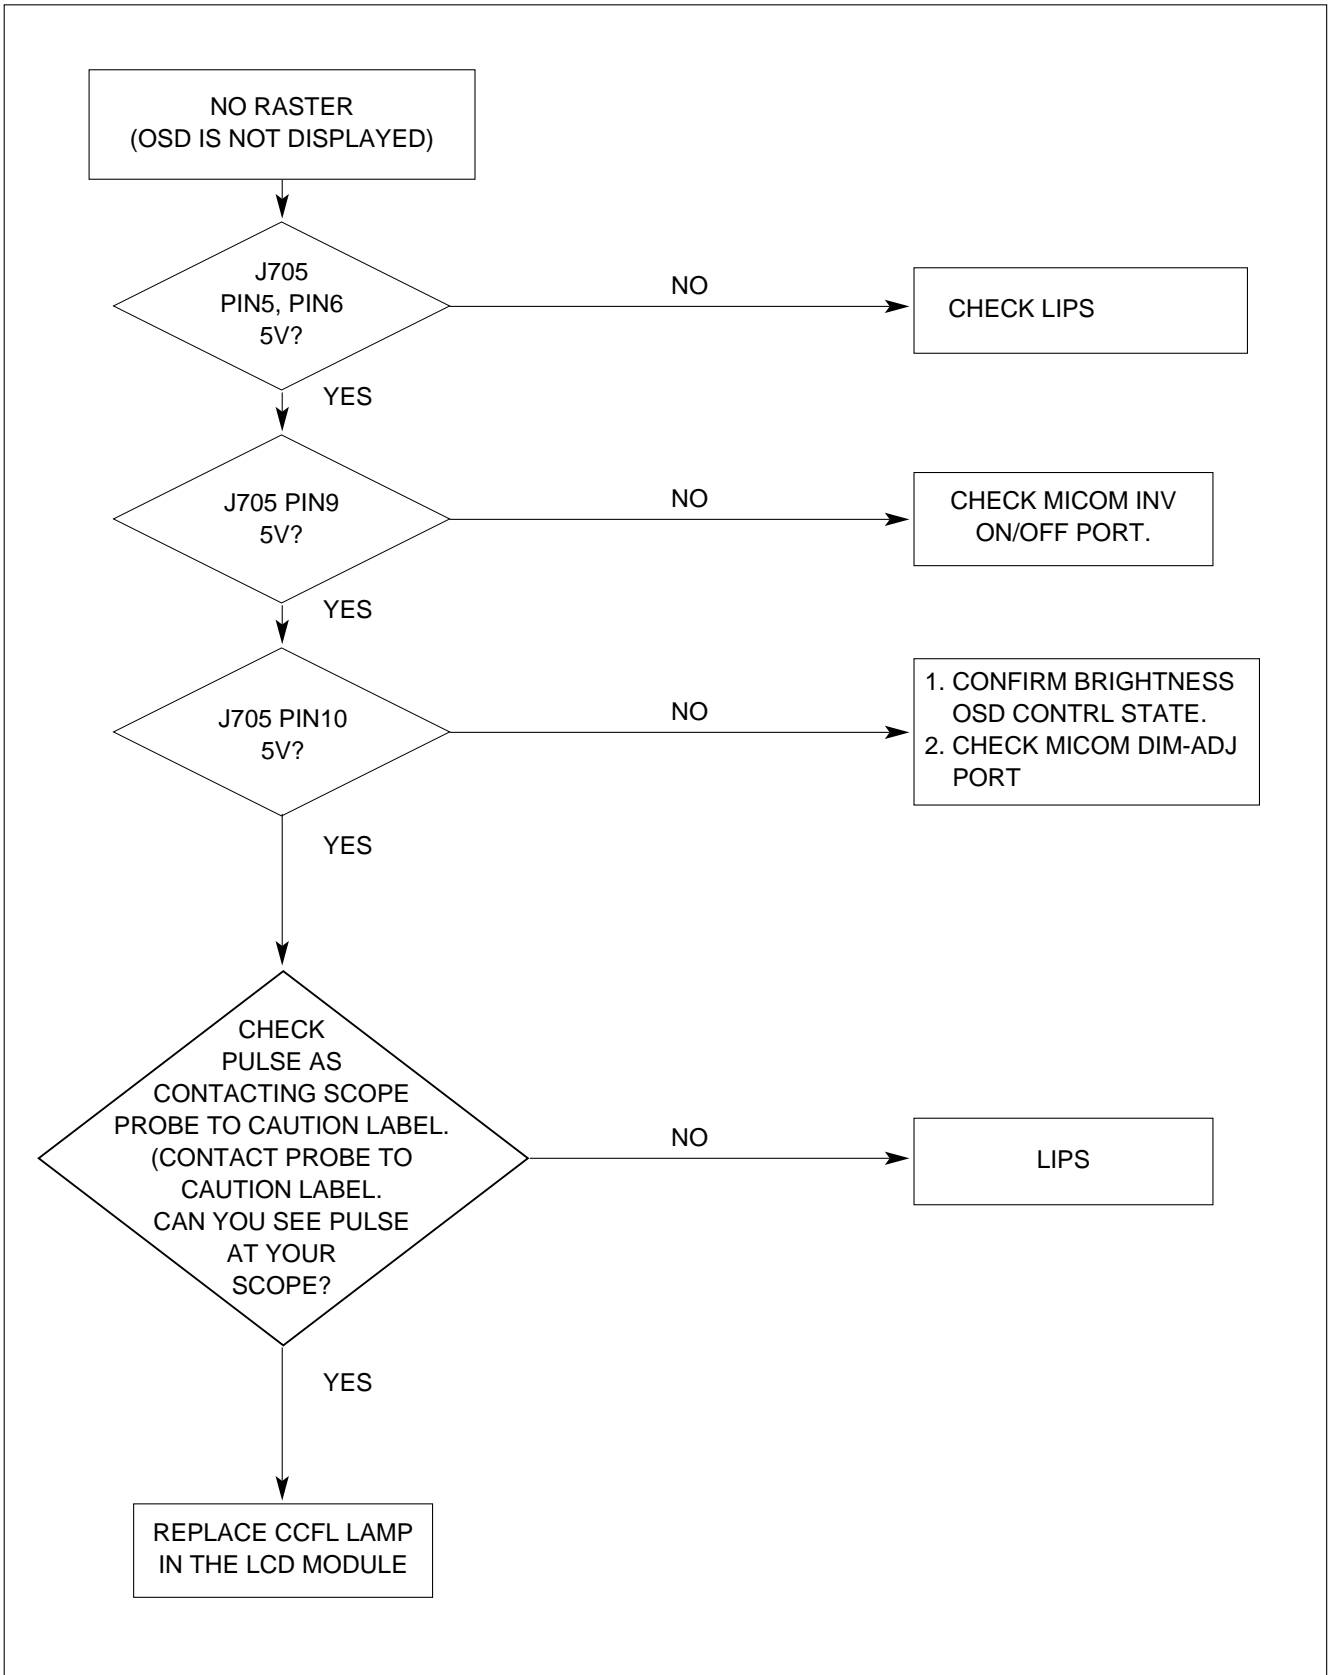 NO RASTER
(OSD IS NOT DISPLAYED)
J705
PIN5, PIN6
5V?
NO
CHECK LIPS
YES
J705 PIN9
5V?
NO
CHECK MICOM INV
ON/OFF PORT.
YES
J705 PIN10
5V?
NO
1. CONFIRM BRIGHTNESS
OSD CONTRL STATE.
2. CHECK MICOM DIM-ADJ
PORT
YES
CHECK
PULSE AS
CONTACTING SCOPE
PROBE TO CAUTION LABEL.
(CONTACT PROBE TO
CAUTION LABEL.
CAN YOU SEE PULSE
AT YOUR
SCOPE?
NO
LIPS
YES
REPLACE CCFL LAMP
IN THE LCD MODULE